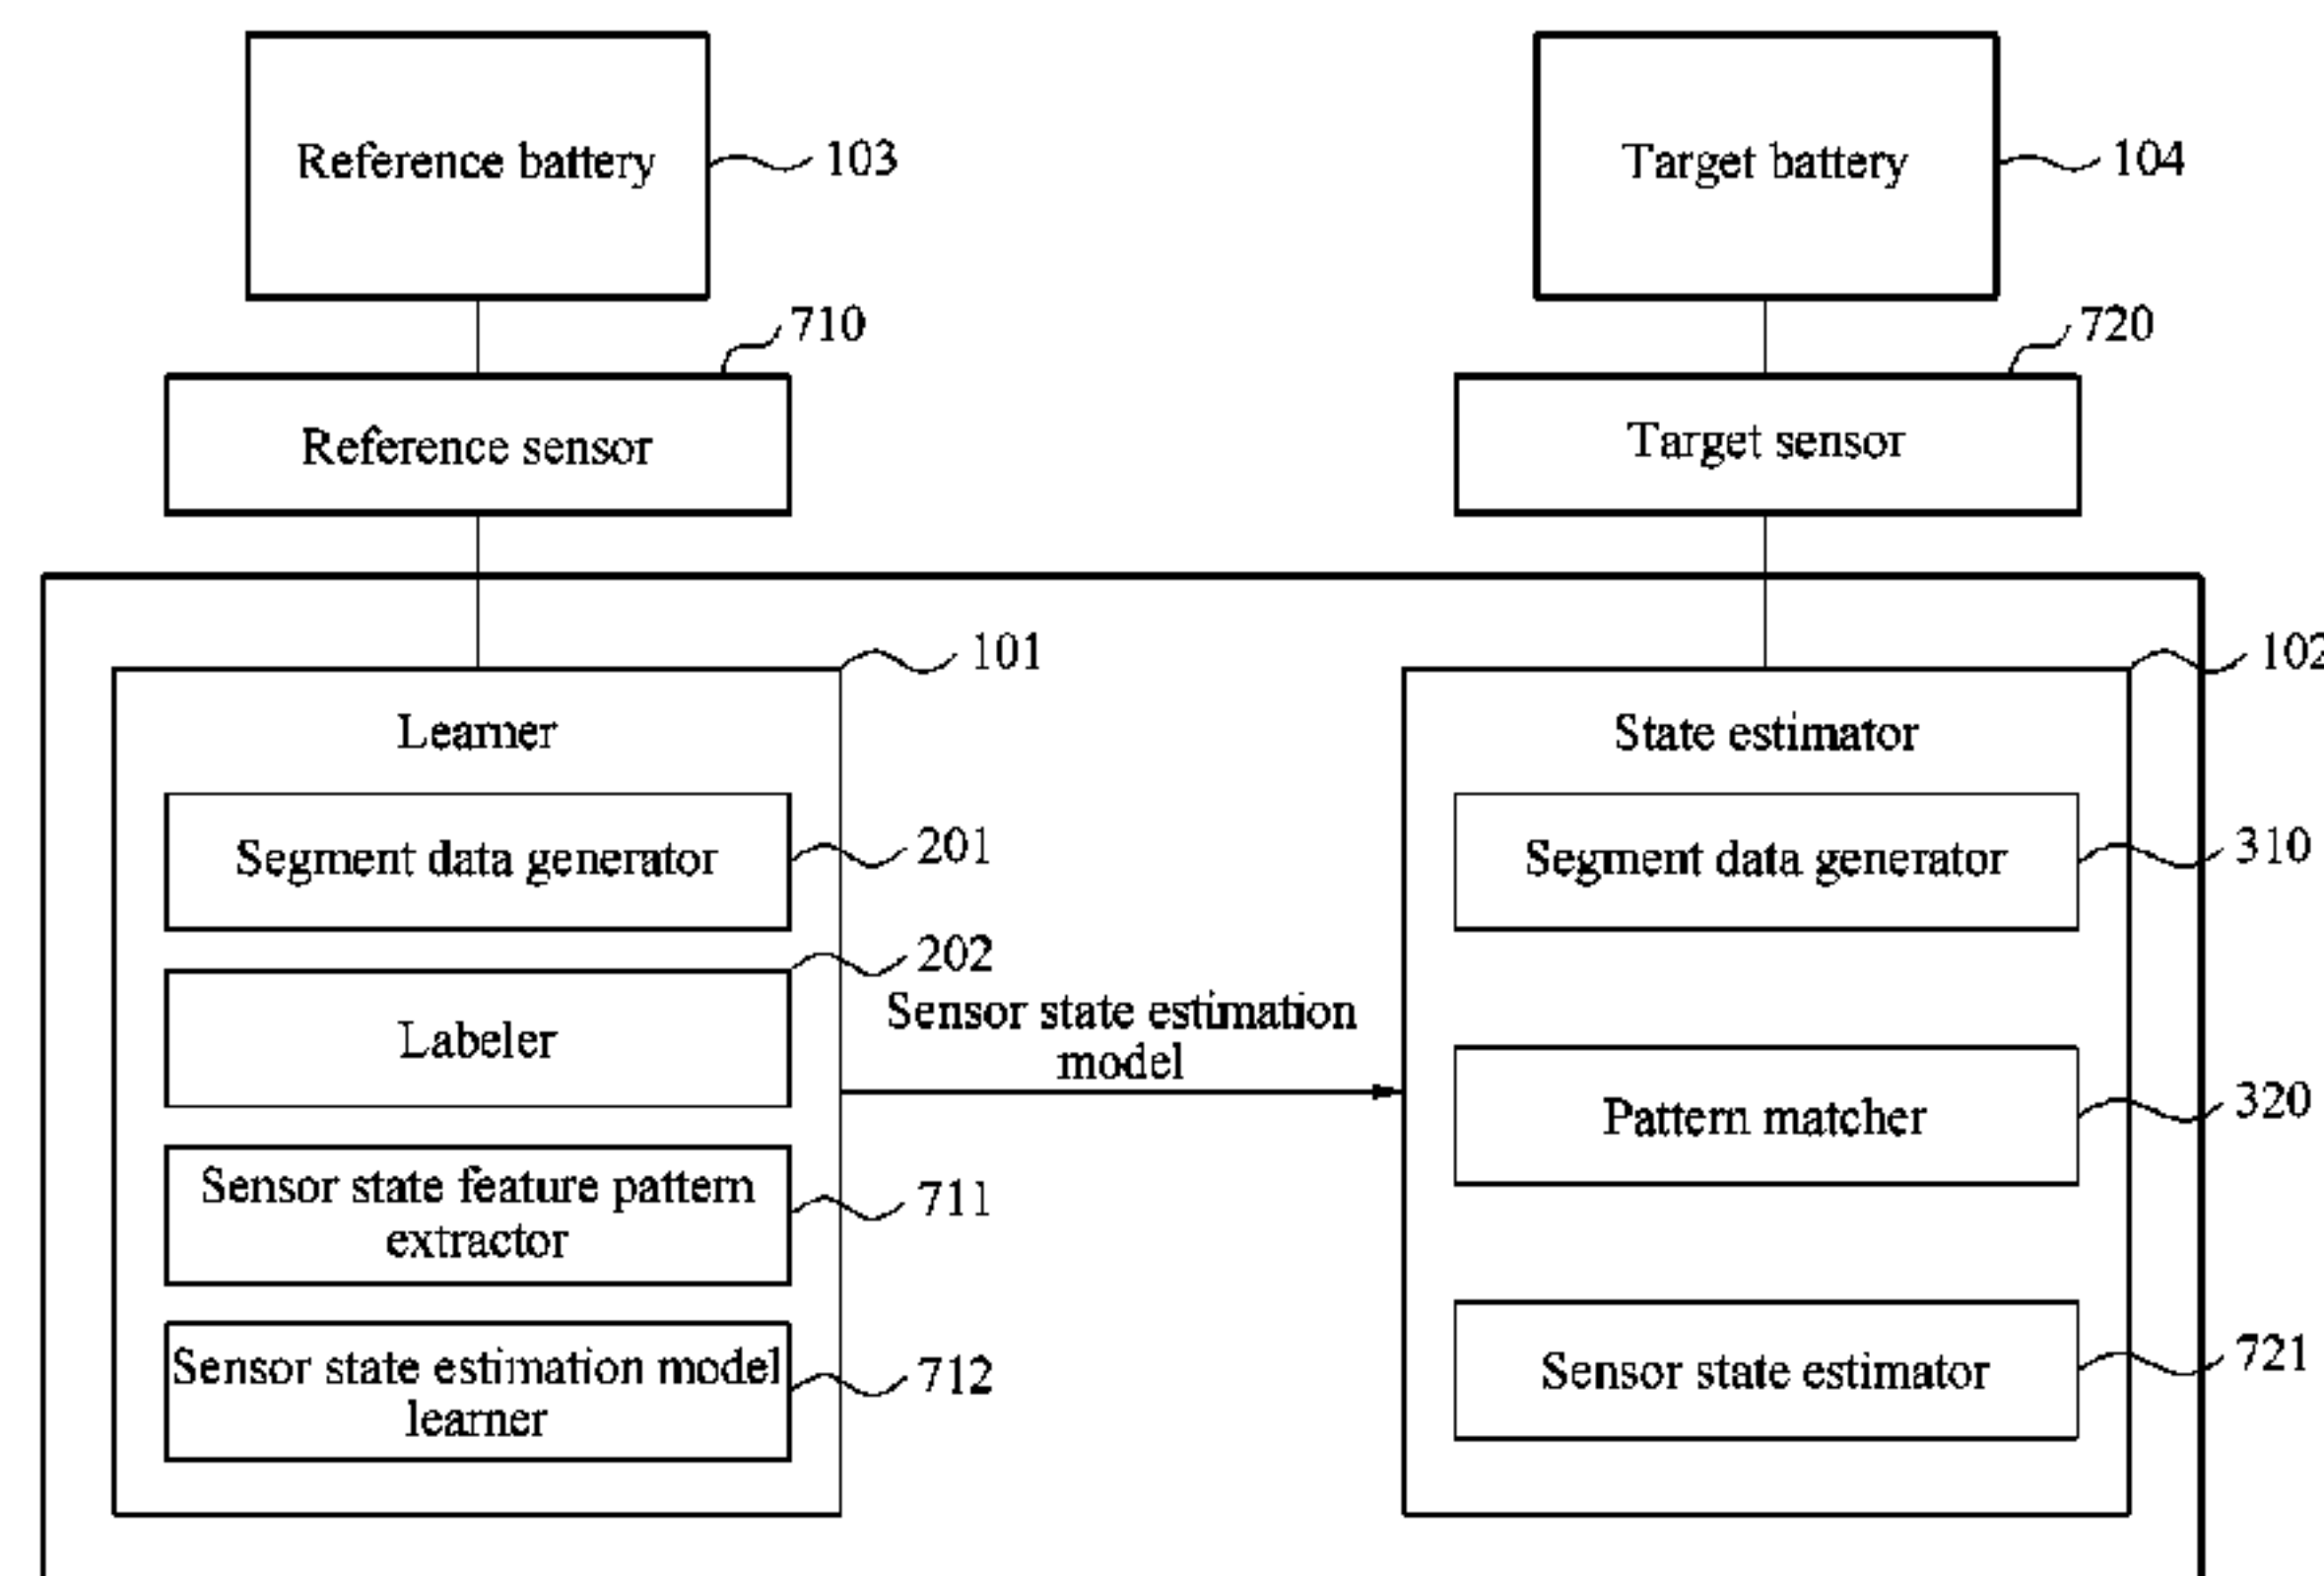 Reference battery
103
Target battery
104
710
Reference sensor
720
Target sensor
101
Learner
Segment data generator
201
202
Labeler
Sensor state feature pattern
extractor
711
Sensor state estimation model
learner
712
Sensor state estimation
model
102
State estimator
Segment data generator
310
Pattern matcher
320
Sensor state estimator
721